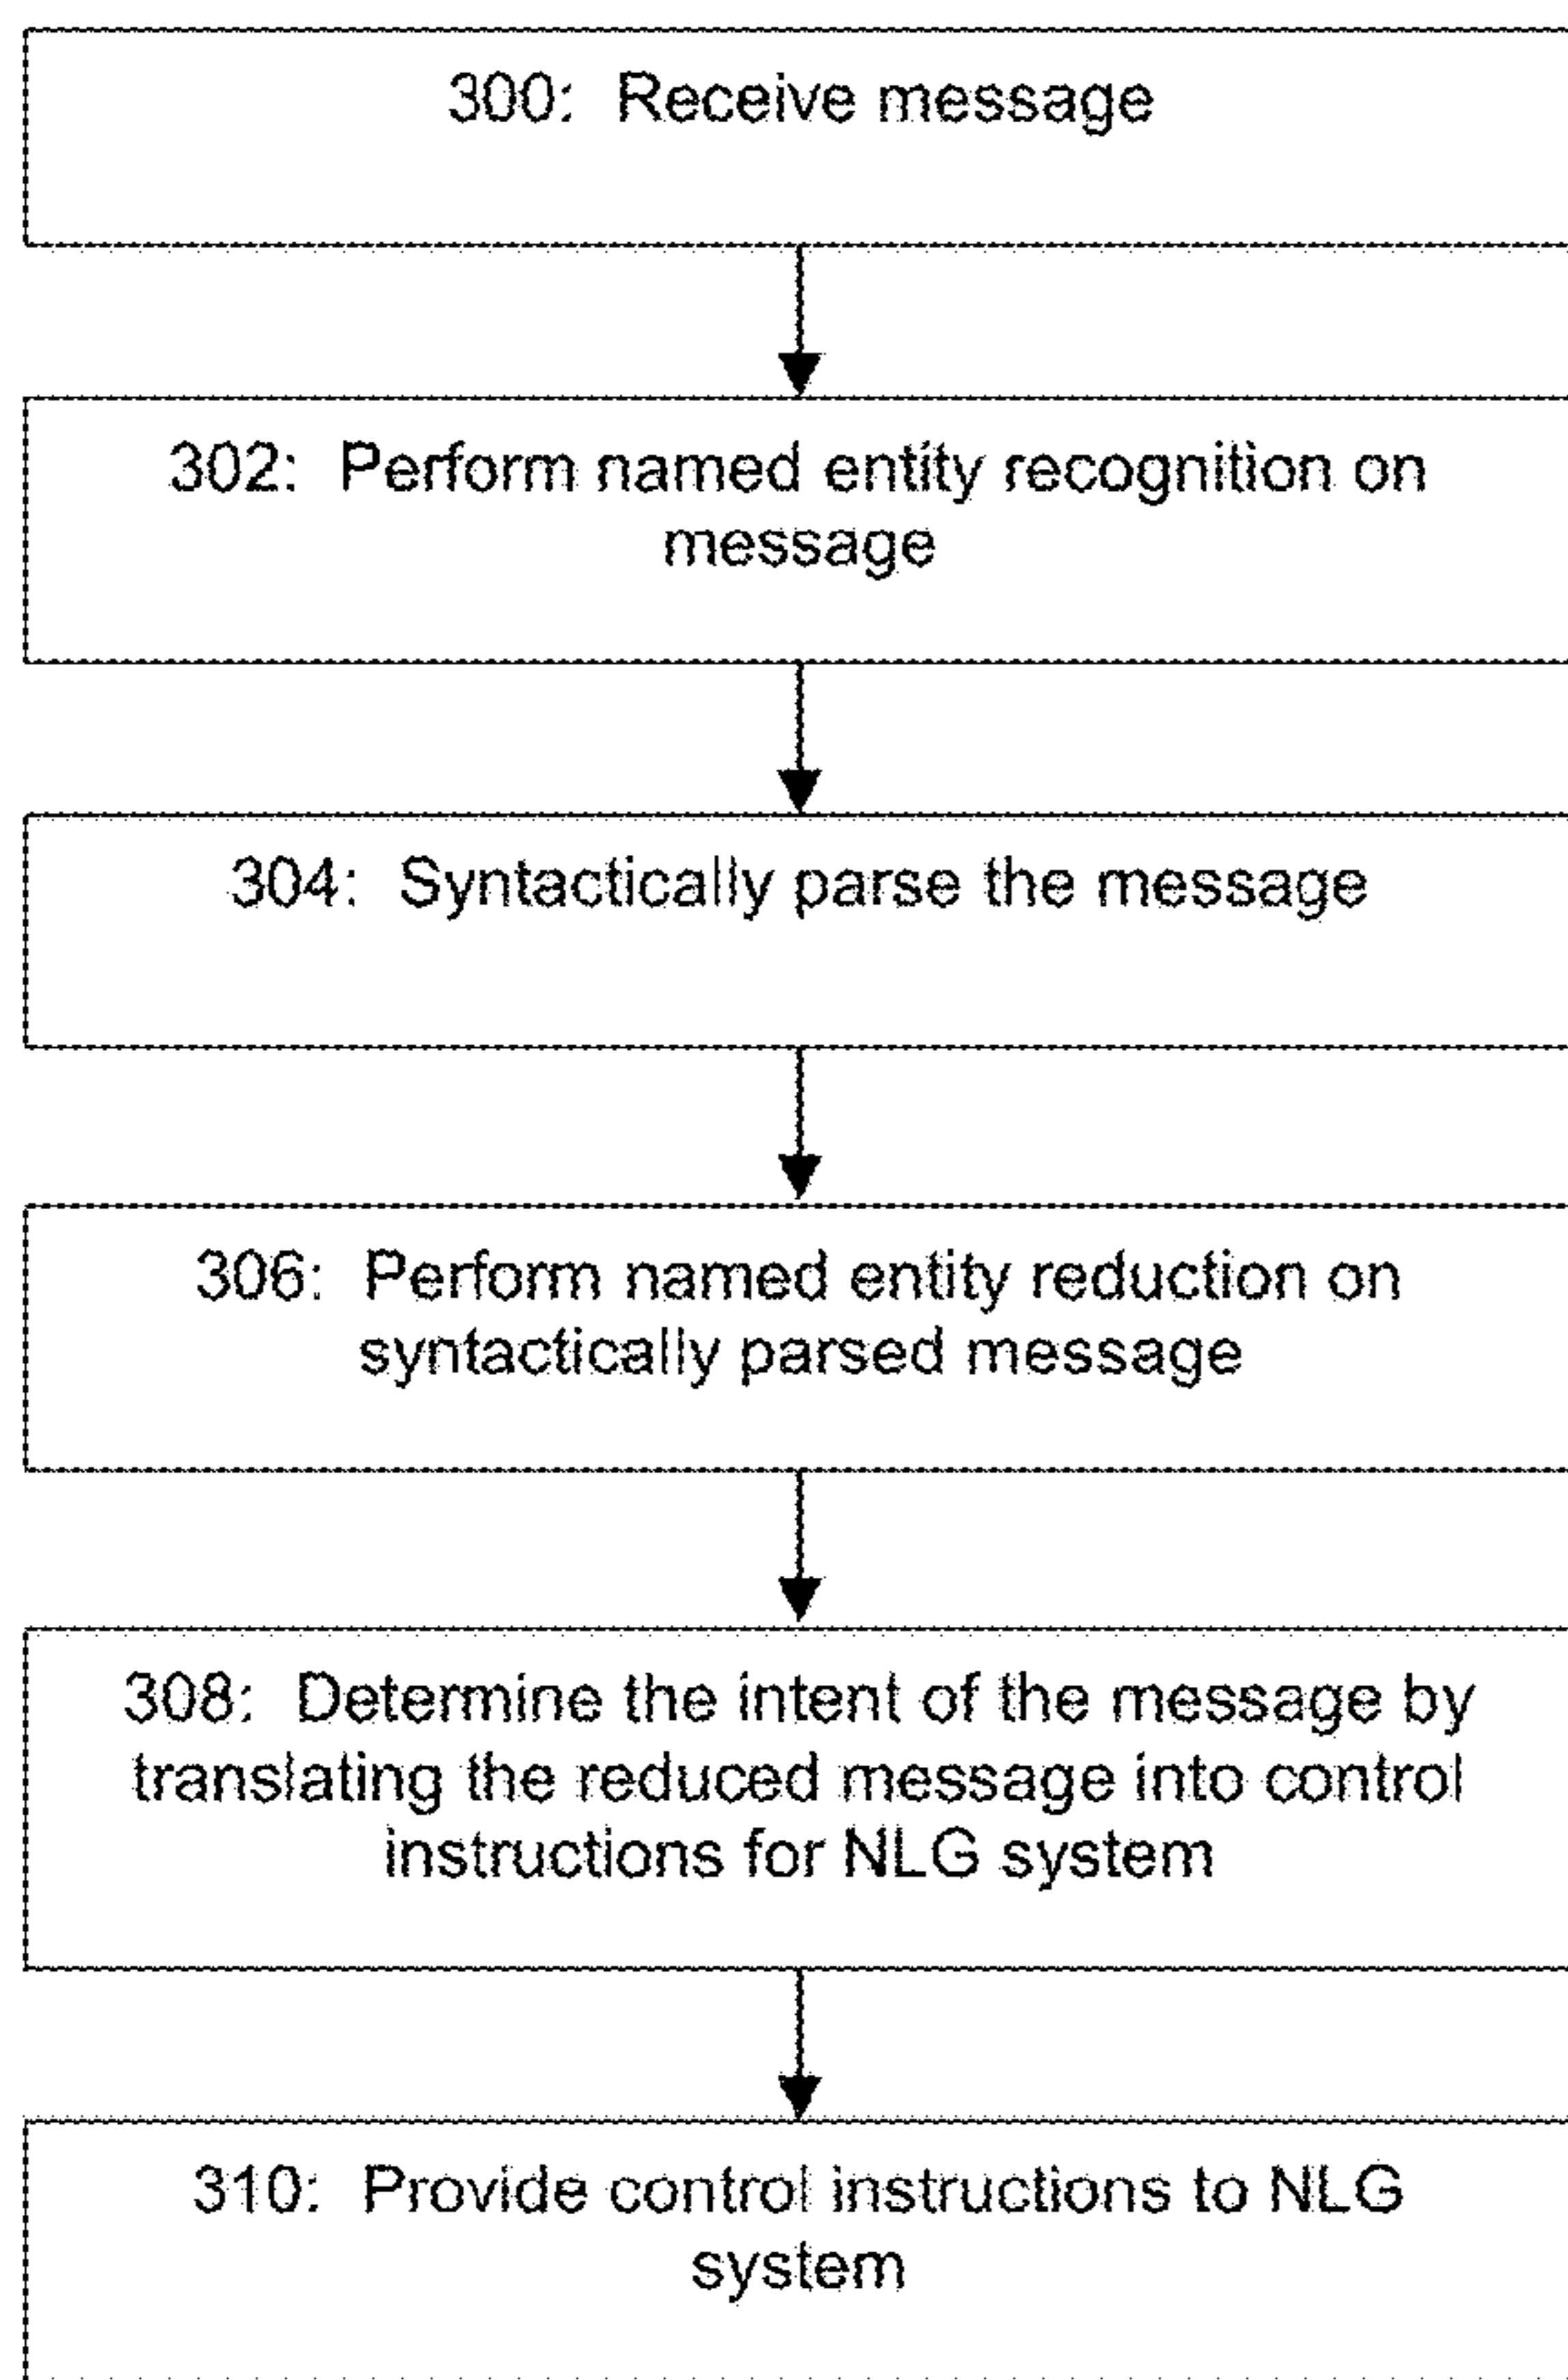 300: Receive message
302: Perform named entity recognition on
message
304: Syntactically parse the message
306: Perform named entity reduction on
syntactically parsed message
308: Determine the intent of the message by
translating the reduced message into control
instructions for NLG system
310: Provide control instructions to NLG
system